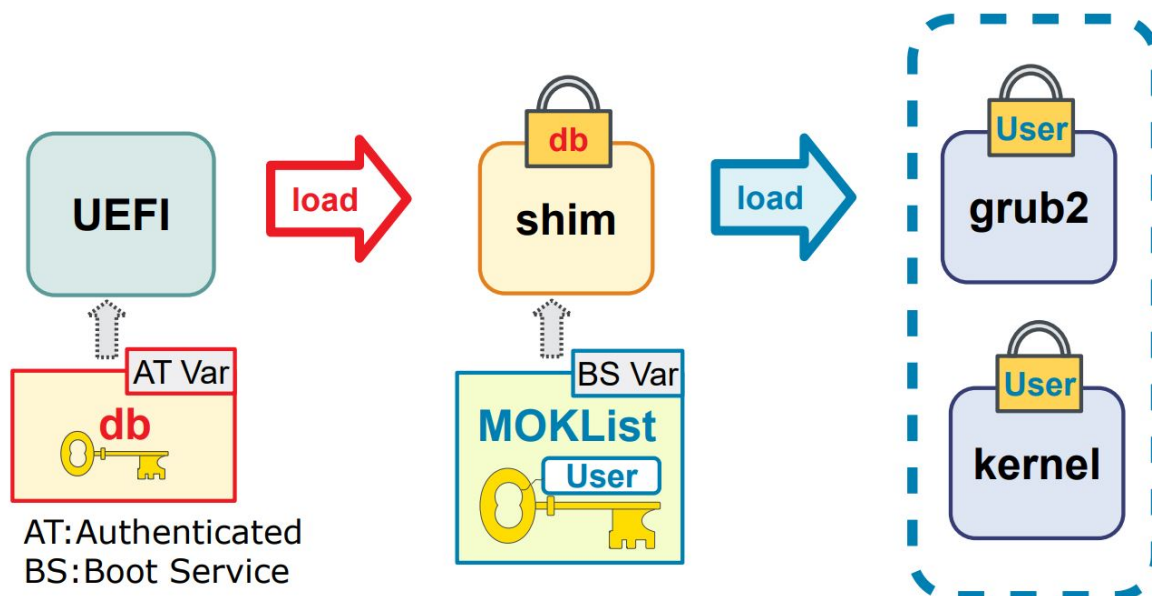 UEFI
load
db
shim
load
User
grub2
User
kernel
AT Var
db
BS Var
MOKList
User
AT:Authenticated
BS:Boot Service